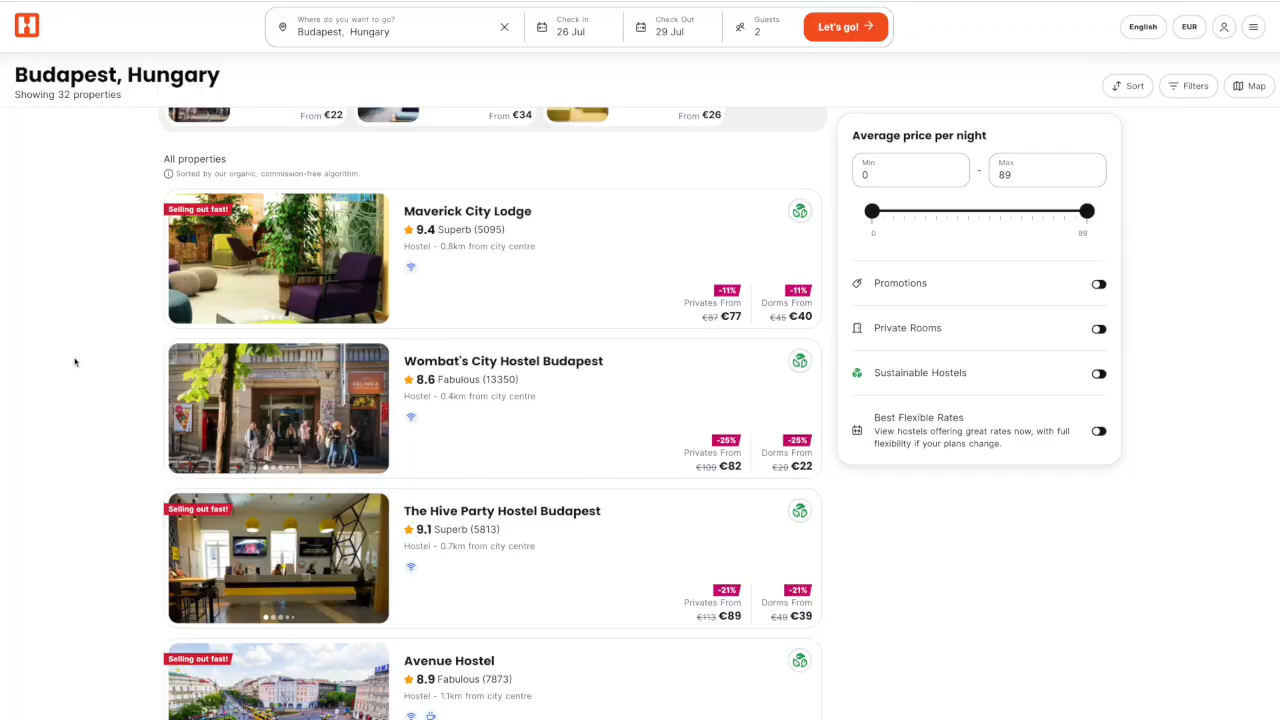 Where do you want to go?
Budapest, Hungary
Check in
26 Jul
Check Out
29 Jul
Guests
2
Let's go!
English
EUR
Budapest, Hungary
Showing 32 properties
Sort
Filters
Map
From €22
From €34
From €26
All properties
Sorted by our organic, commission-free algorithm.
Selling out fast!
Maverick City Lodge
9.4 Superb (5095)
Hostel - 0.8km from city centre
-11%
-11%
Privates From
Dorms From
€87 €77
€45 €40
Wombat's City Hostel Budapest
8.6 Fabulous (13350)
Hostel - 0.4km from city centre
-25%
-25%
Privates From
Dorms From
€109 €82
€29 €22
Selling out fast!
The Hive Party Hostel Budapest
9.1 Superb (5813)
Hostel - 0.7km from city centre
-21%
-21%
Privates From
Dorms From
€113 €89
€49 €39
Selling out fast!
Avenue Hostel
8.9 Fabulous (7873)
Hostel - 1.1km from city centre
Average price per night
Min
0
-
Max
89
0
89
Promotions
Private Rooms
Sustainable Hostels
Best Flexible Rates
View hostels offering great rates now, with full
flexibility if your plans change.